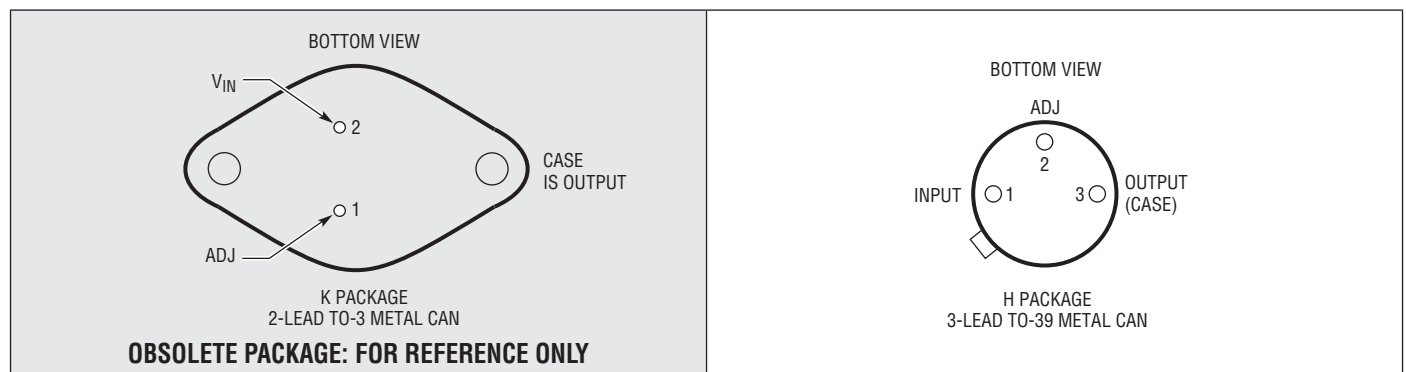 BOTTOM VIEW
VIN
2
CASE
IS OUTPUT
1
ADJ
K PACKAGE
2-LEAD TO-3 METAL CAN
OBSOLETE PACKAGE: FOR REFERENCE ONLY
BOTTOM VIEW
ADJ
2
INPUT
1
3
OUTPUT
(CASE)
H PACKAGE
3-LEAD TO-39 METAL CAN